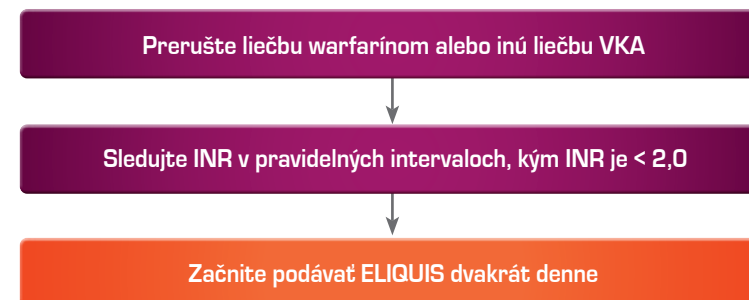 Prerušte liečbu warfarínom alebo inú liečbu VKA
Sledujte INR v pravidelných intervaloch, kým INR je < 2,0
Začnite podávať ELIQUIS dvakrát denne